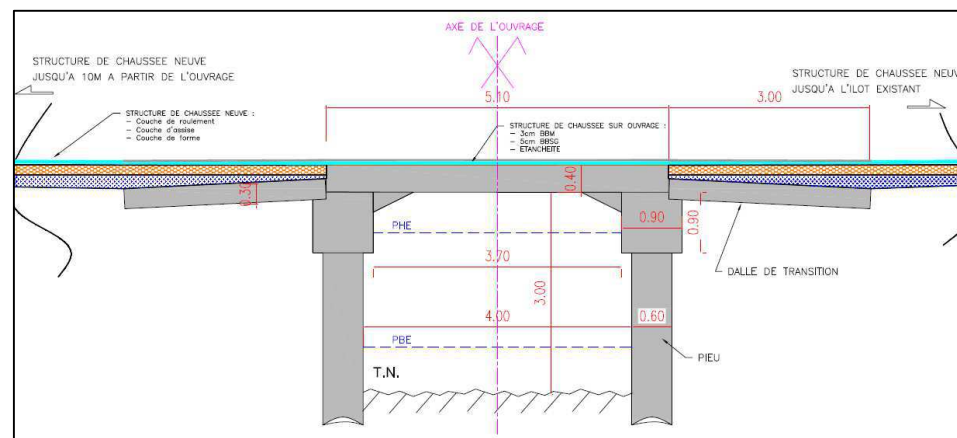 AXE DE L'OUVRAGE
STRUCTURE DE CHAUSSEE NEUVE
JUSQU'A 10M A PARTIR DE L'OUVRAGE
STRUCTURE DE CHAUSSEE NEUV
JUSQU'A L'ILOT EXISTANT
5.10
3.00
STRUCTURE DE CHAUSSEE NEUVE :
- Couche de roulement
- Couche d'assise
- Couche de forme
STRUCTURE DE CHAUSSEE SUR OUVRAGE :
- 3cm BBM
- 5cm BBSG
- ETANCHEITE
0.30
0.40
0.90
0.90
PHE
3.70
DALLE DE TRANSITION
3.00
4.00
0.60
PBE
PIEU
T.N.